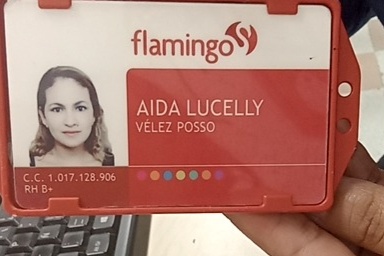 flamingo
AIDA LUCELLY
VÉLEZ POSSO
C.C. 1.017.128.906
RH B+